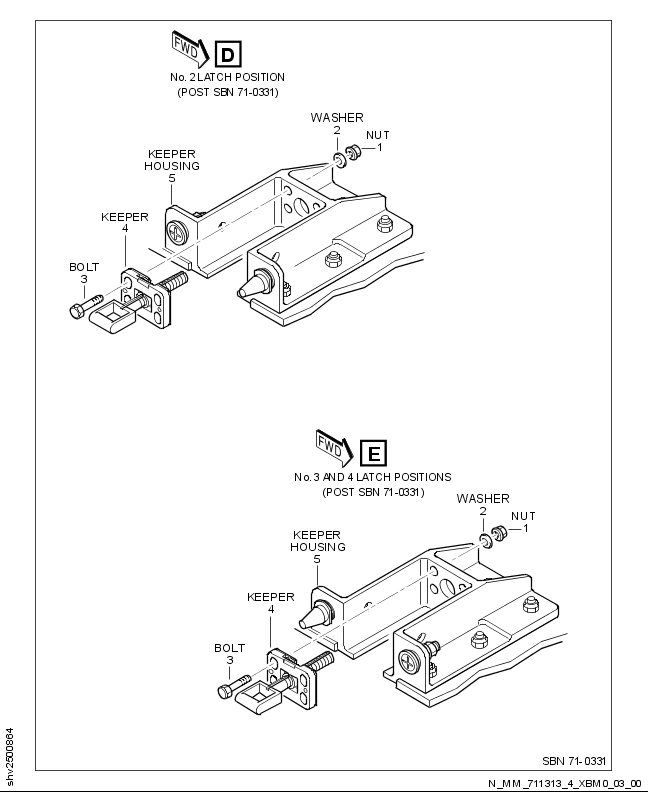 FWD D
No. 2 LATCH POSITION
(POST SBN 71-0331)
WASHER
2
NUT
1
KEEPER
HOUSING
5
KEEPER
4
BOLT
3
FWD E
No. 3 AND 4 LATCH POSITIONS
(POST SBN 71-0331)
WASHER
2
NUT
1
KEEPER
HOUSING
5
KEEPER
4
BOLT
3
SBN 71-0331
shv2500864
N_MM_711313_4_XBM0_03_00